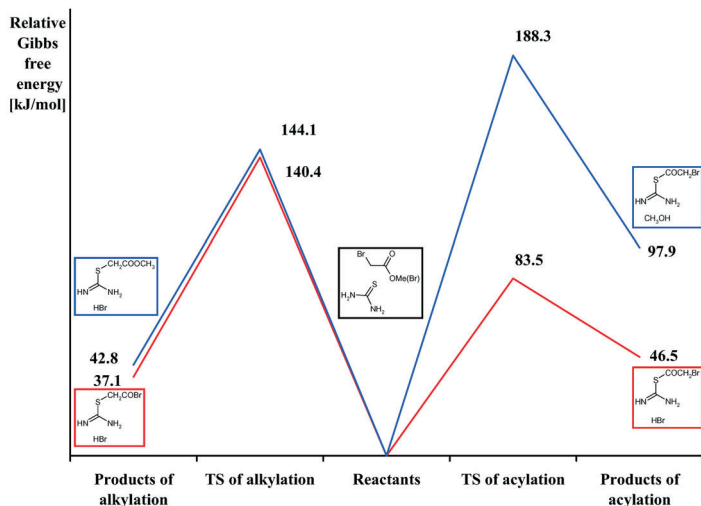 Relative
Gibbs
free
energy
[kJ/mol]
188.3
144.1
140.4
83.5
97.9
46.5
42.8
37.1
S CH₂COOCH₃
HN NH₂
HBr
S CH₂COBr
HN NH₂
HBr
Br O
OMe(Br)
S
H₂N
NH₂
S COCH₂Br
HN NH₂
CH₃OH
S COCH₂Br
HN NH₂
HBr
Products of
alkylation
TS of alkylation
Reactants
TS of acylation
Products of
acylation